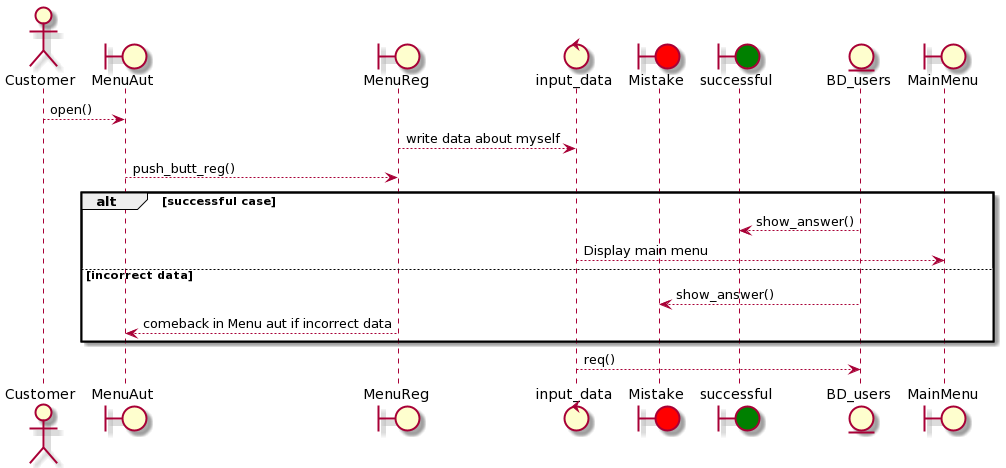 Customer MenuAut MenuReg input_data Mistake successful BD_users MainMenu
open()
write data about myself
push_butt_reg()
alt [successful case]
show_answer()
Display main menu
[incorrect data]
show_answer()
comeback in Menu aut if incorrect data
req()
Customer MenuAut MenuReg input_data Mistake successful BD_users MainMenu